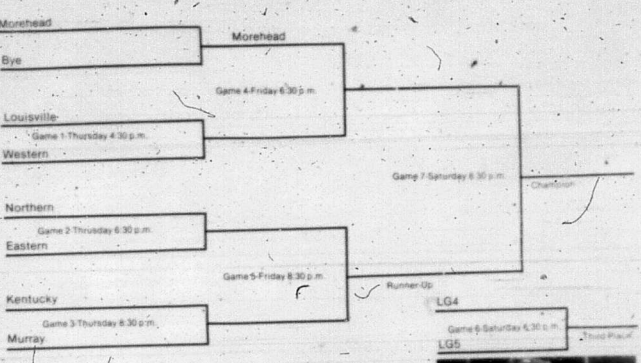 Morehead
Morehead
Bye
Game 4-Friday 6:30 p.m.
Louisville
Game 1-Thursday 4:30 p.m.
Western
Game 7-Saturday 8:30 p.m.
Champion
Northern
Game 2-Thrusday 6:30 p.m.
Eastern
Game 5-Friday 8:30 p.m.
Runner-Up
Kentucky
LG4
Game 3-Thursday 8:30 p.m.
Game 6-Saturday 6:30 p.m.
Third Place
Murray
LG5